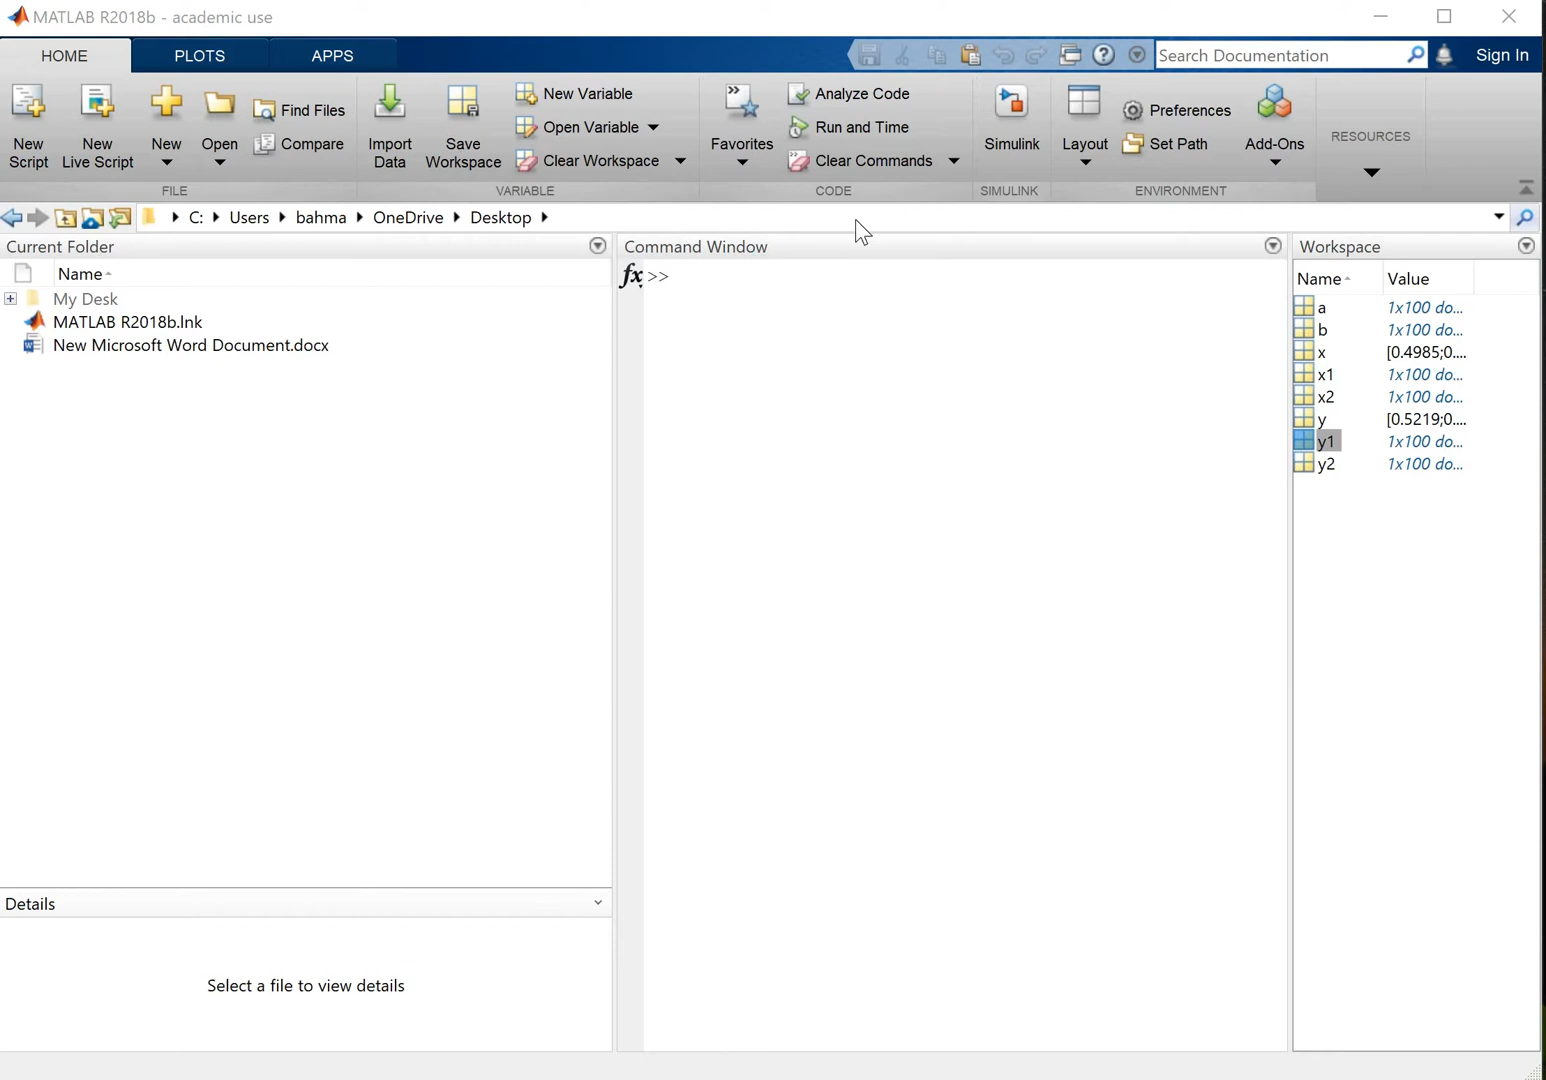 MATLAB R2018b - academic use
HOME PLOTS APPS Search Documentation Sign In
New Script
New Live Script
New
Open
Find Files
Compare
FILE
Import Data
Save Workspace
New Variable
Open Variable
Clear Workspace
VARIABLE
Favorites
Analyze Code
Run and Time
Clear Commands
CODE
Simulink
SIMULINK
Layout
Preferences
Set Path
Add-Ons
ENVIRONMENT
RESOURCES
C: Users bahma OneDrive Desktop
Current Folder
Name
My Desk
MATLAB R2018b.lnk
New Microsoft Word Document.docx
Details
Select a file to view details
Command Window
fx >>
Workspace
Name Value
a 1x100 do...
b 1x100 do...
x [0.4985;0....
x1 1x100 do...
x2 1x100 do...
y [0.5219;0....
y1 1x100 do...
y2 1x100 do...